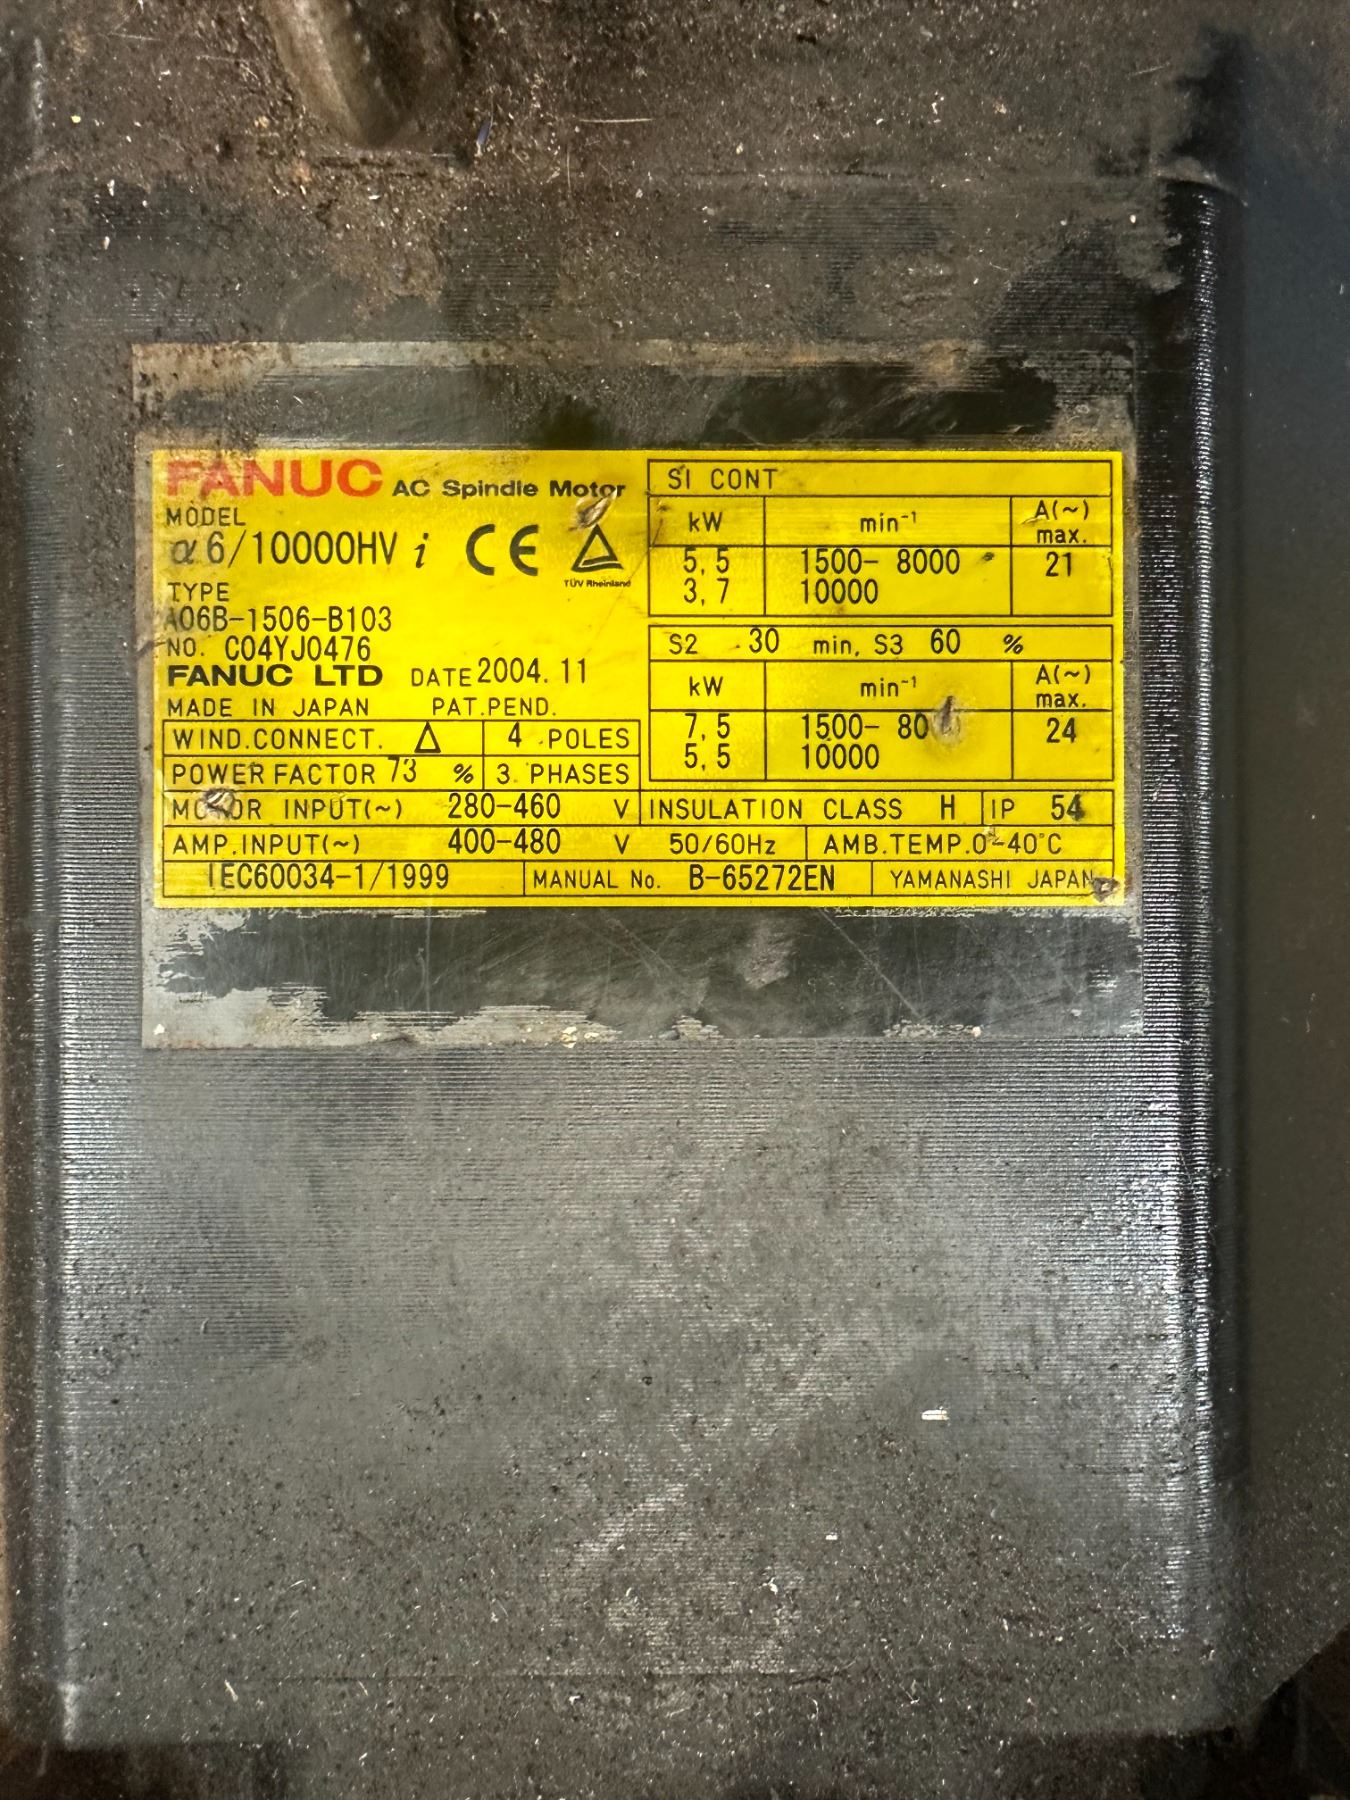 FANUC AC Spindle Motor
MODEL
α6/10000HV i CE
TÜV Rheinland
TYPE
A06B-1506-B103
NO. C04YJ0476
FANUC LTD DATE 2004. 11
MADE IN JAPAN PAT.PEND.
WIND.CONNECT. Δ 4 POLES
POWER FACTOR 73 % 3 PHASES
SI CONT
kW min⁻¹ A(~) max.
5,5 1500- 8000 21
3,7 10000
S2 30 min, S3 60 %
kW min⁻¹ A(~) max.
7,5 1500- 24
5,5 10000
MOTOR INPUT(~) 280-460 V INSULATION CLASS H IP 54
AMP.INPUT(~) 400-480 V 50/60Hz AMB.TEMP.0-40°C
IEC60034-1/1999 MANUAL No. B-65272EN YAMANASHI JAPAN